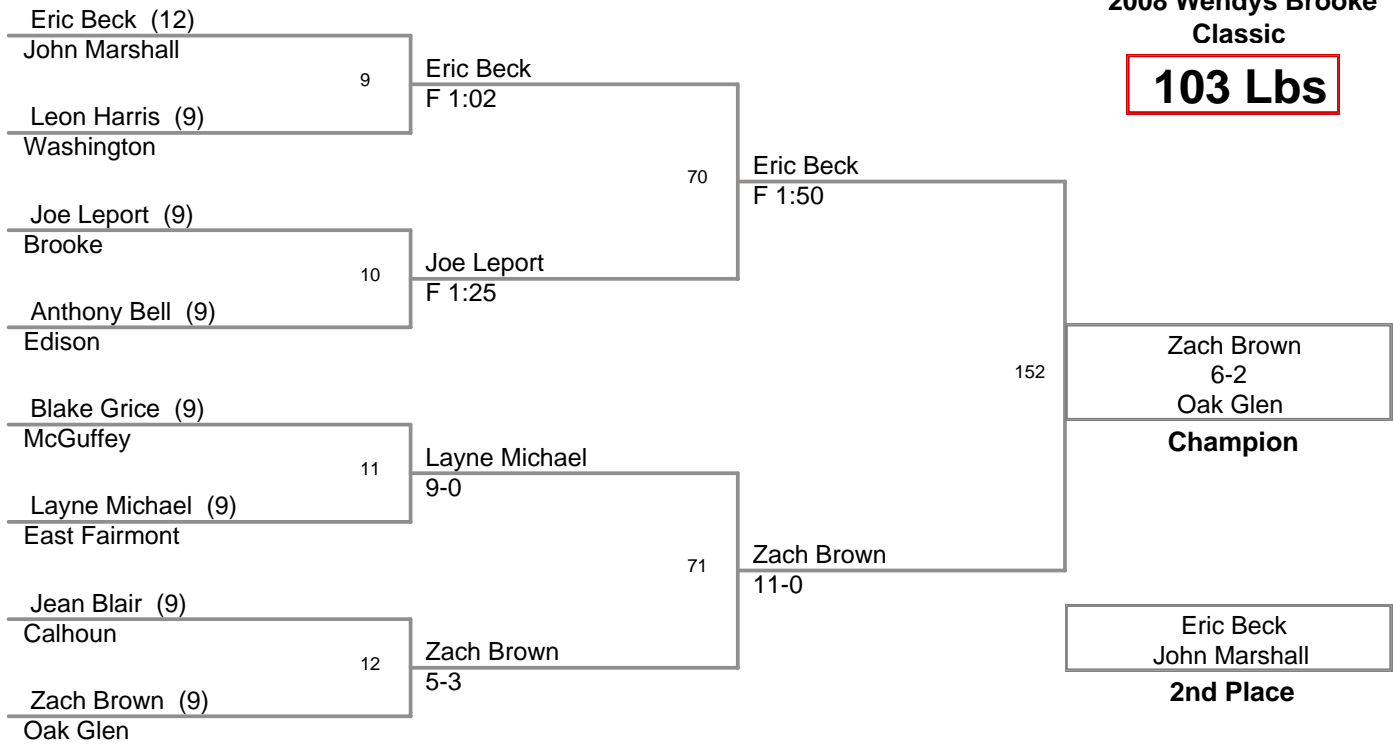 2008 Wendys Brooke
Classic
103 Lbs
Eric Beck (12)
John Marshall
9
Leon Harris (9)
Washington
Eric Beck
F 1:02
Joe Leport (9)
Brooke
10
Anthony Bell (9)
Edison
Joe Leport
F 1:25
70
Eric Beck
F 1:50
Blake Grice (9)
McGuffey
11
Layne Michael (9)
East Fairmont
Layne Michael
9-0
Jean Blair (9)
Calhoun
12
Zach Brown (9)
Oak Glen
Zach Brown
5-3
71
Zach Brown
11-0
152
Zach Brown
6-2
Oak Glen
Champion
Eric Beck
John Marshall
2nd Place